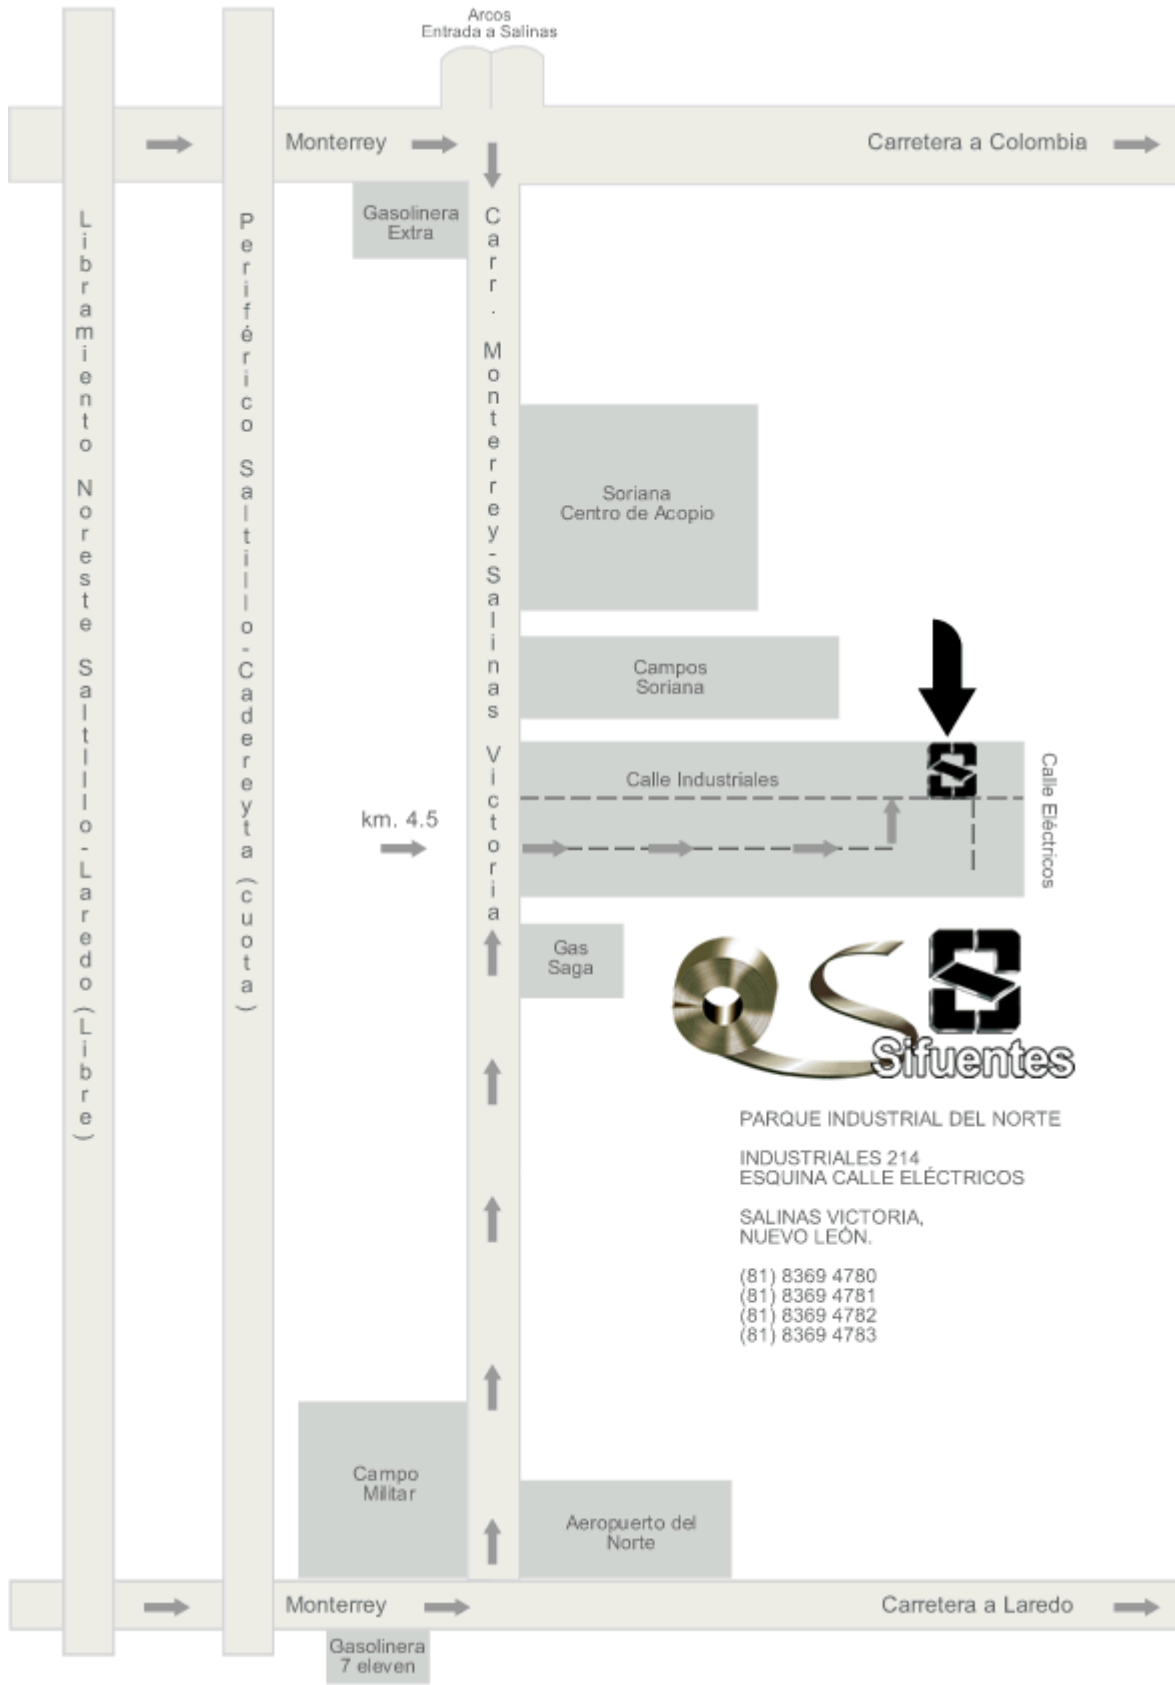 Arcos
Entrada a Salinas
Monterrey
Carretera a Colombia
Gasolinera
Extra
Libramiento Noreste Saltillo-Laredo (Libre)
Periférico Saltillo-Cadereyta (cuota)
Carr. Monterrey-Salinas Victoria
Soriana
Centro de Acopio
Campos
Soriana
Calle Industriales
Calle Eléctricos
km. 4.5
Gas
Saga
Sifuentes
PARQUE INDUSTRIAL DEL NORTE
INDUSTRIALES 214
ESQUINA CALLE ELÉCTRICOS
SALINAS VICTORIA,
NUEVO LEÓN.
(81) 8369 4780
(81) 8369 4781
(81) 8369 4782
(81) 8369 4783
Campo
Militar
Aeropuerto del
Norte
Monterrey
Carretera a Laredo
Gasolinera
7 eleven